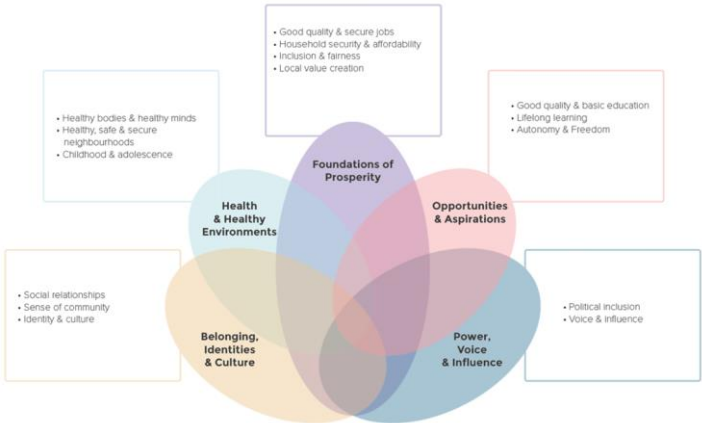 • Good quality & secure jobs
• Household security & affordability
• Inclusion & fairness
• Local value creation
• Healthy bodies & healthy minds
• Healthy, safe & secure
neighbourhoods
• Childhood & adolescence
• Good quality & basic education
• Lifelong learning
• Autonomy & Freedom
Foundations of
Prosperity
Health
& Healthy
Environments
Opportunities
& Aspirations
• Social relationships
• Sense of community
• Identity & culture
• Political inclusion
• Voice & influence
Belonging,
Identities
& Culture
Power,
Voice
& Influence